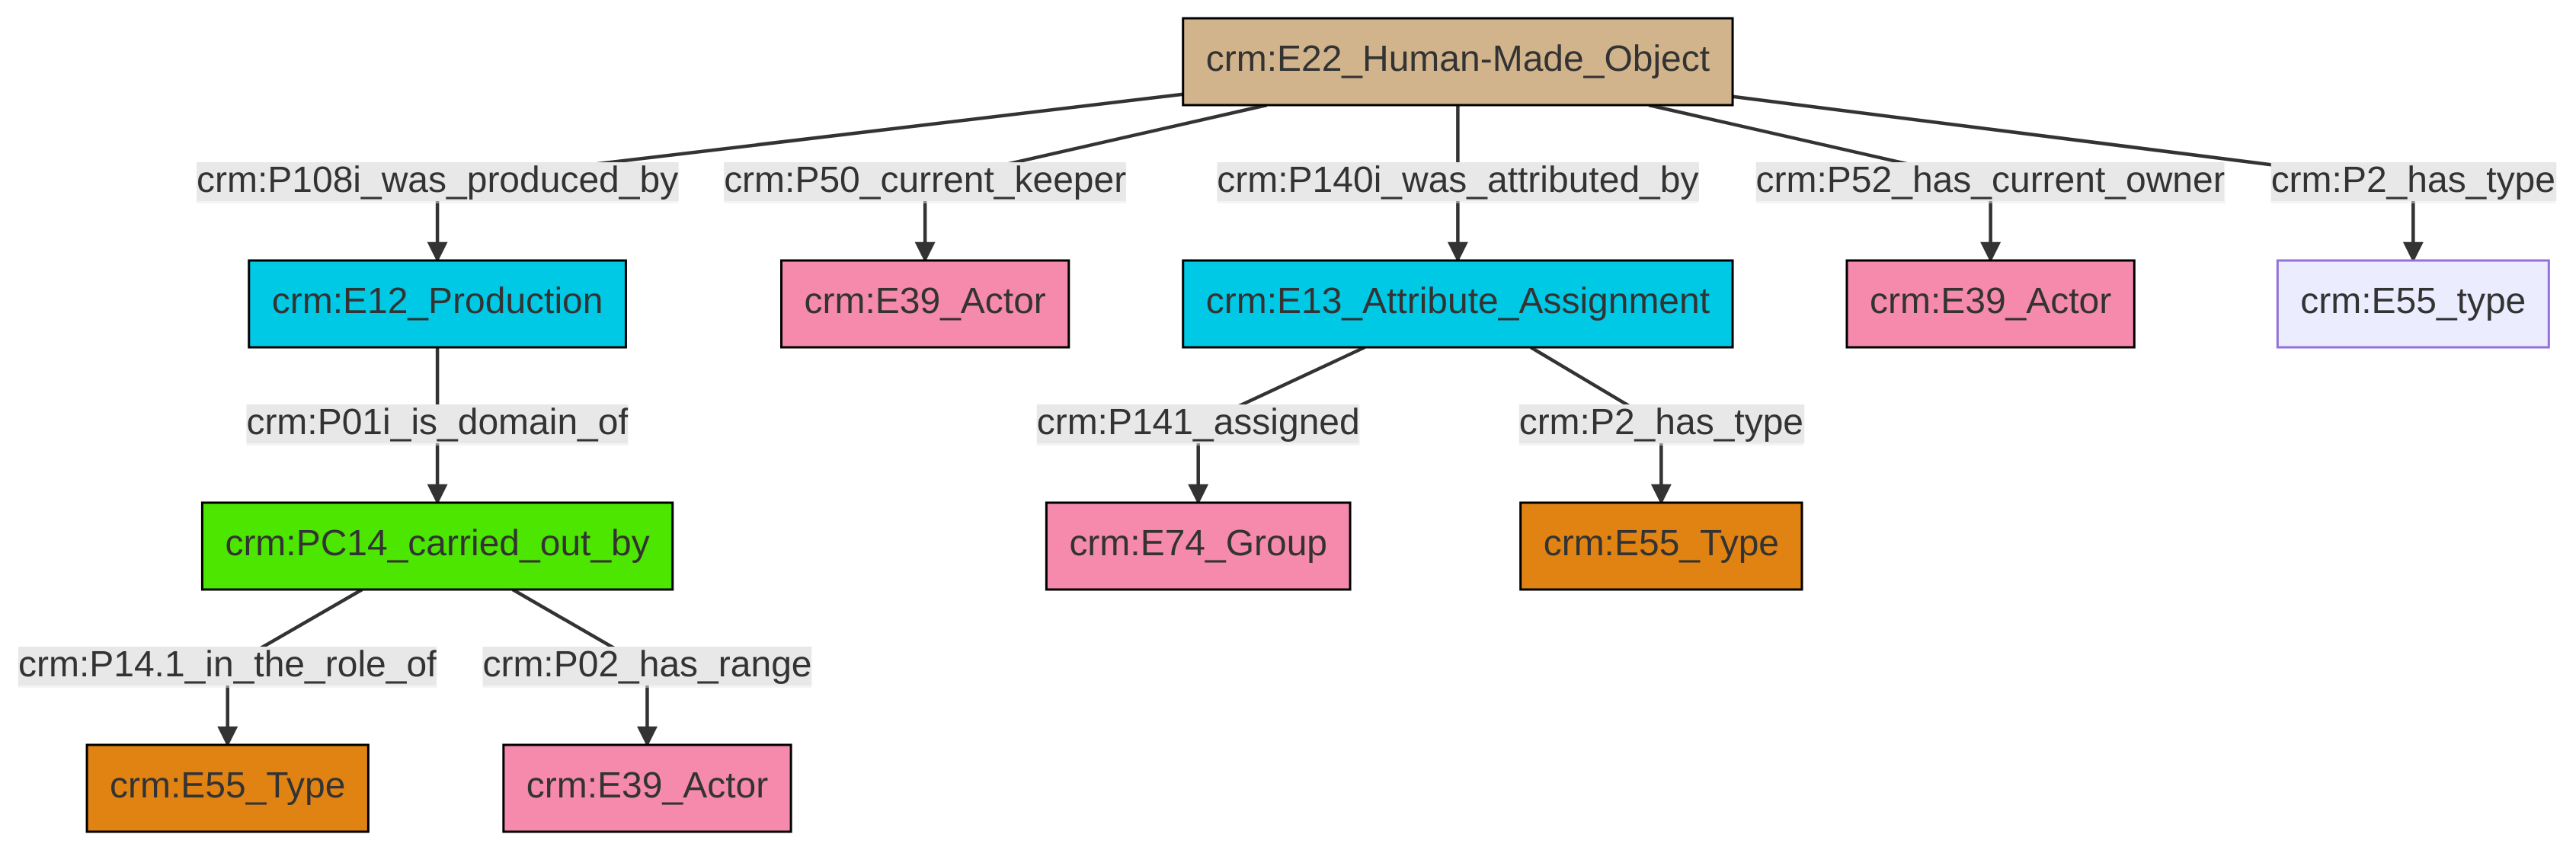 crm:E22_Human-Made_Object
crm:P108i_was_produced_by
crm:P50_current_keeper
crm:P140i_was_attributed_by
crm:P52_has_current_owner
crm:P2_has_type
crm:E12_Production
crm:E39_Actor
crm:E13_Attribute_Assignment
crm:E39_Actor
crm:E55_type
crm:P01i_is_domain_of
crm:P141_assigned
crm:P2_has_type
crm:PC14_carried_out_by
crm:E74_Group
crm:E55_Type
crm:P14.1_in_the_role_of
crm:P02_has_range
crm:E55_Type
crm:E39_Actor